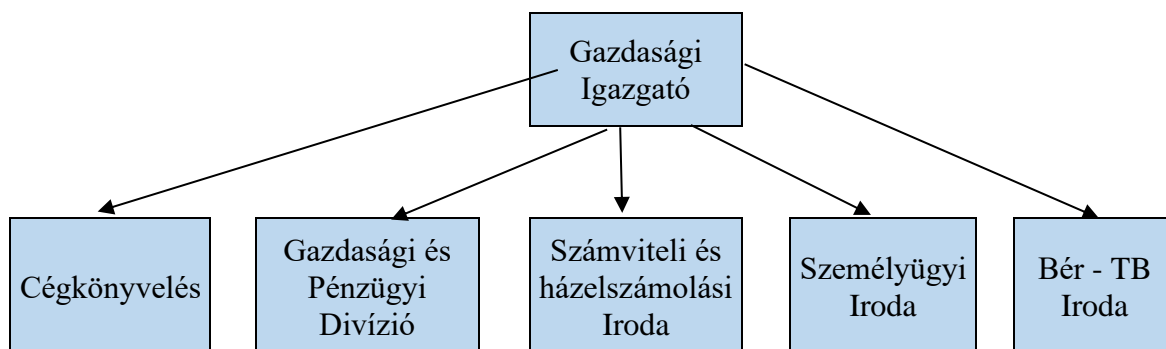 Gazdasági
Igazgató
Cégkönyvelés
Gazdasági és
Pénzügyi
Divízió
Számviteli és
házelszámolási
Iroda
Személyügyi
Iroda
Bér - TB
Iroda